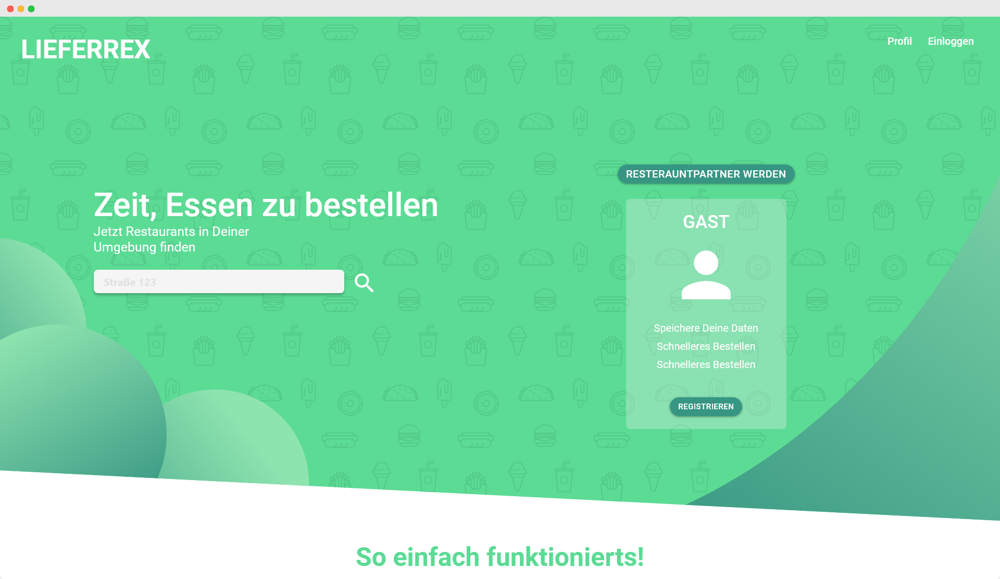 LIEFERREX
Profil
Einloggen
RESTERAUNTPARTNER WERDEN
Zeit, Essen zu bestellen
Jetzt Restaurants in Deiner
Umgebung finden
Straße 123
GAST
Speichere Deine Daten
Schnelleres Bestellen
Schnelleres Bestellen
REGISTRIEREN
So einfach funktionierts!